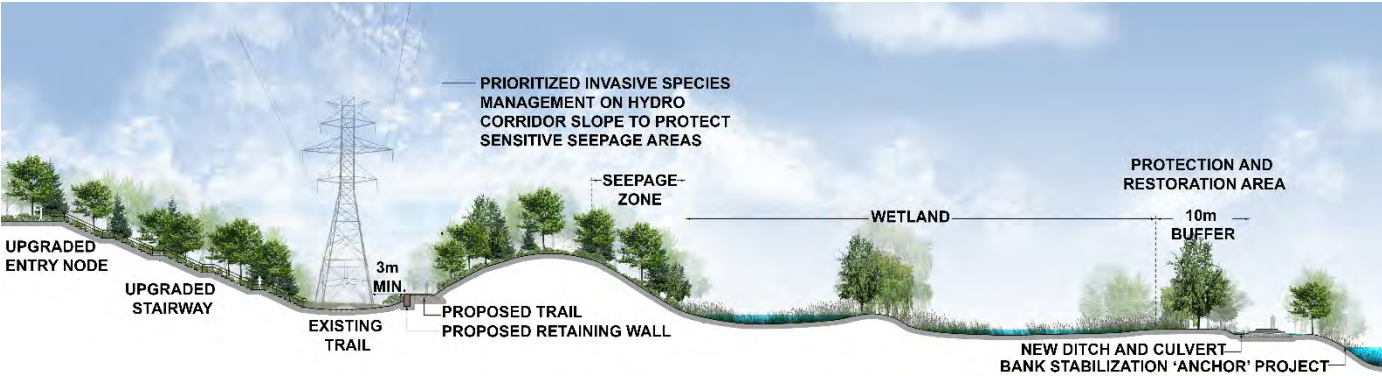 PRIORITIZED INVASIVE SPECIES
MANAGEMENT ON HYDRO
CORRIDOR SLOPE TO PROTECT
SENSITIVE SEEPAGE AREAS
PROTECTION AND
RESTORATION AREA
SEEPAGE
ZONE
WETLAND
10m
BUFFER
UPGRADED
ENTRY NODE
UPGRADED
STAIRWAY
3m
MIN.
EXISTING
TRAIL
PROPOSED TRAIL
PROPOSED RETAINING WALL
NEW DITCH AND CULVERT
BANK STABILIZATION 'ANCHOR' PROJECT